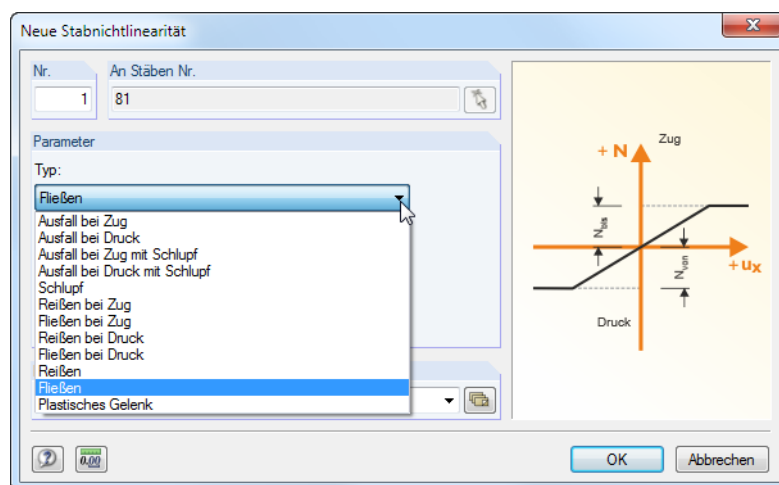 Neue Stabnichtlinearität
Nr.
An Stäben Nr.
1
81
Parameter
Typ:
Fließen
Ausfall bei Zug
Ausfall bei Druck
Ausfall bei Zug mit Schlupf
Ausfall bei Druck mit Schlupf
Schlupf
Reißen bei Zug
Fließen bei Zug
Reißen bei Druck
Fließen bei Druck
Reißen
Fließen
Plastisches Gelenk
+ N
Zug
Nbis
Nvon
+ux
Druck
0.00
OK
Abbrechen